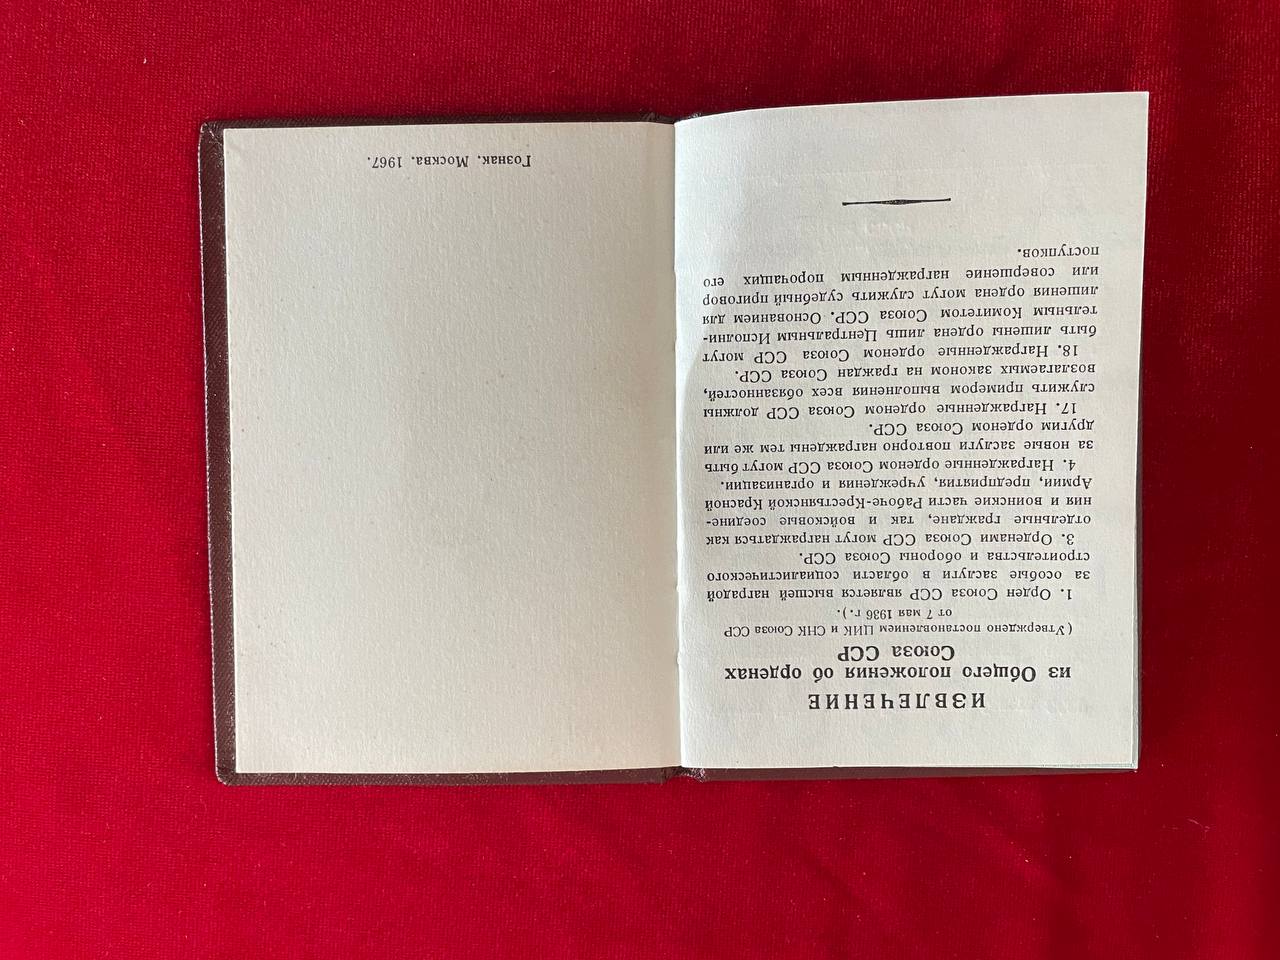 ИЗВЛЕЧЕНИЕ
из Общего положения об орденах
Союза ССР
(Утверждено постановлением ЦИК и СНК Союза ССР
от 7 мая 1936 г.).
1. Орден Союза ССР является высшей наградой
за особые заслуги в области социалистического
строительства и обороны Союза ССР.
3. Орденами Союза ССР могут награждаться как
отдельные граждане, так и войсковые соедине-
ния и воинские части Рабоче-Крестьянской Красной
Армии, предприятия, учреждения и организации.
4. Награжденные орденом Союза ССР могут быть
за новые заслуги повторно награждены тем же или
другим орденом Союза ССР.
17. Награжденные орденом Союза ССР должны
служить примером выполнения всех обязанностей,
возлагаемых законом на граждан Союза ССР.
18. Награжденные орденом Союза ССР могут
быть лишены ордена лишь Центральным Исполни-
тельным Комитетом Союза ССР. Основанием для
лишения ордена могут служить судебный приговор
или совершение награжденным порочащих его
поступков.
Гознак. Москва. 1967.